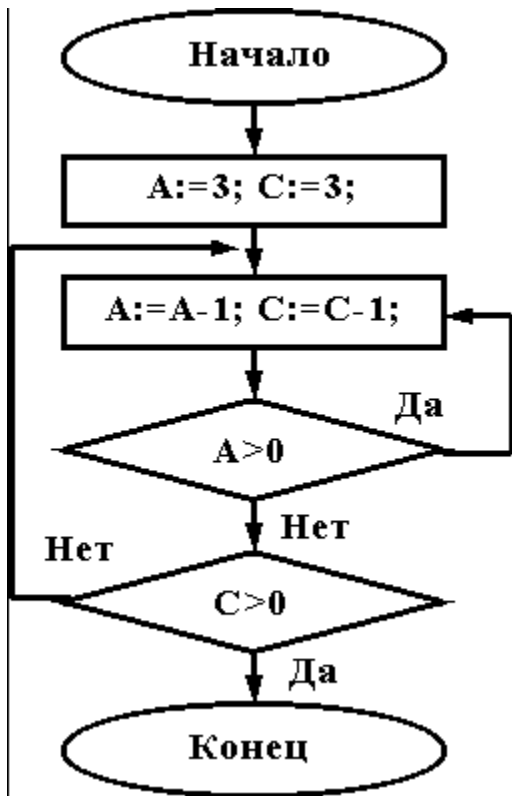 Начало
А:=3; С:=3;
А:=А-1; С:=С-1;
Да
А>0
Нет
Нет
С>0
Да
Конец